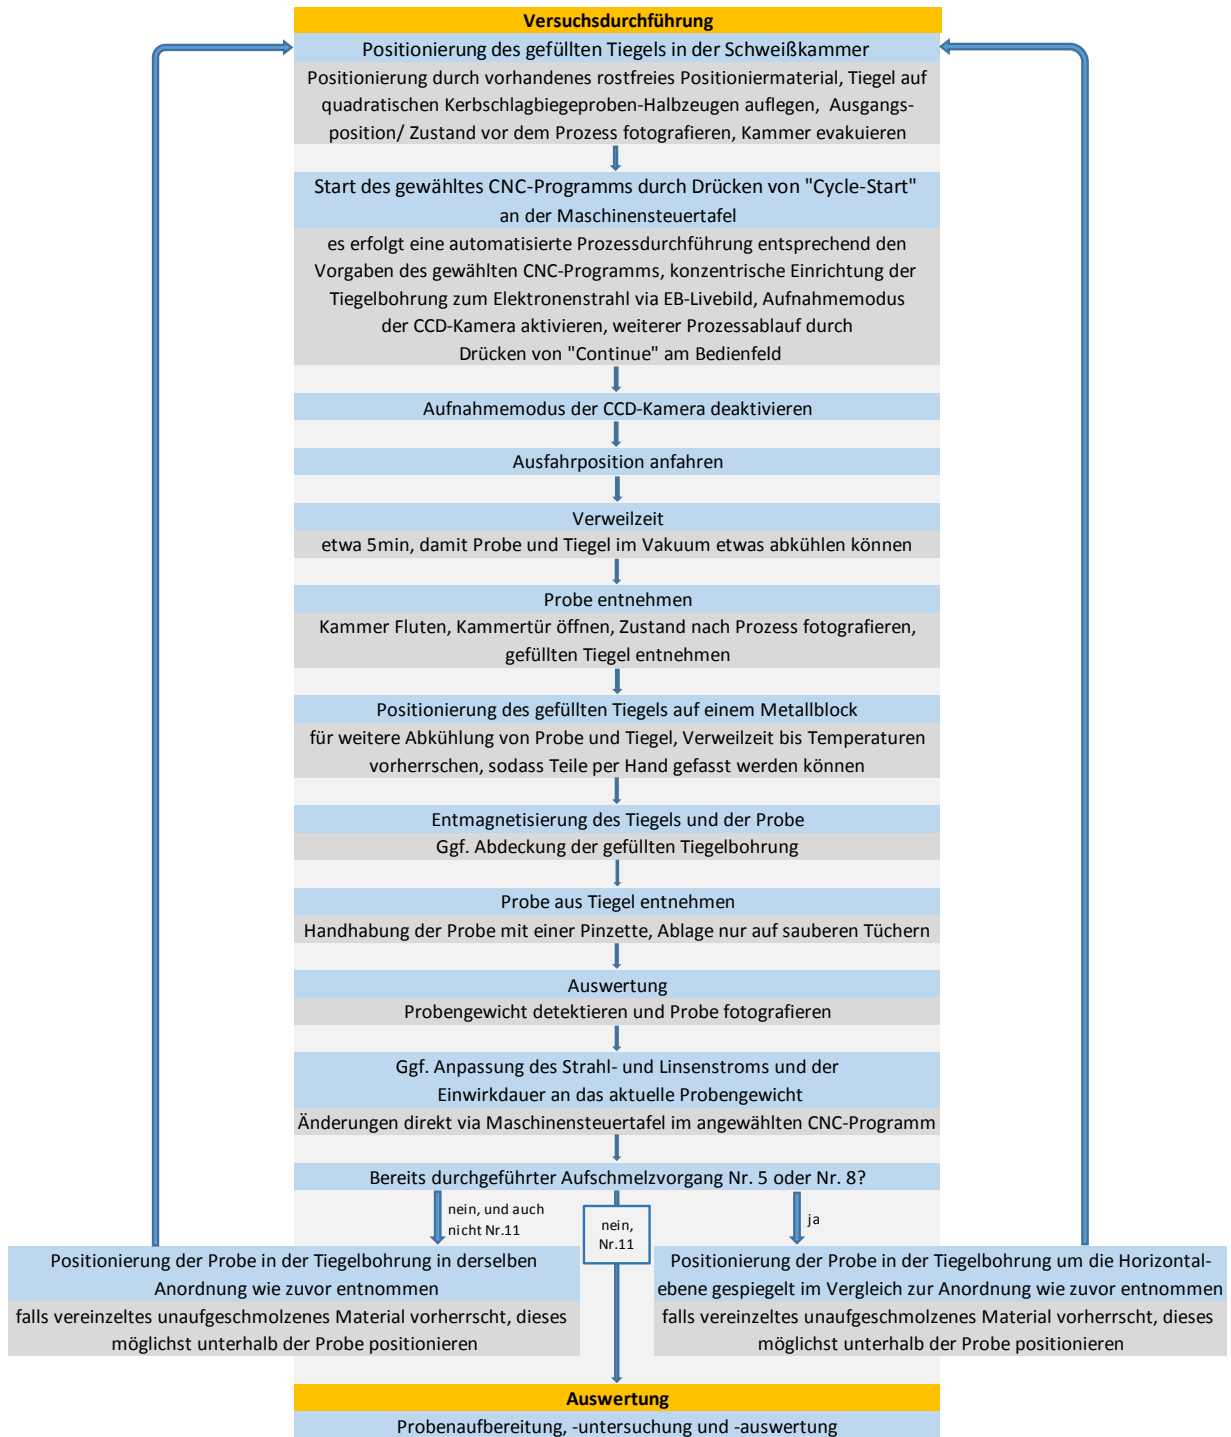 Versuchsdurchführung
Positionierung des gefüllten Tiegels in der Schweißkammer
Positionierung durch vorhandenes rostfreies Positioniermaterial, Tiegel auf
quadratischen Kerbschlagbiegeproben-Halbzeugen auflegen, Ausgangs-
position/ Zustand vor dem Prozess fotografieren, Kammer evakuieren
Start des gewähltes CNC-Programms durch Drücken von "Cycle-Start"
an der Maschinensteuertafel
es erfolgt eine automatisierte Prozessdurchführung entsprechend den
Vorgaben des gewählten CNC-Programms, konzentrische Einrichtung der
Tiegelbohrung zum Elektronenstrahl via EB-Livebild, Aufnahmemodus
der CCD-Kamera aktivieren, weiterer Prozessablauf durch
Drücken von "Continue" am Bedienfeld
Aufnahmemodus der CCD-Kamera deaktivieren
Ausfahrposition anfahren
Verweilzeit
etwa 5min, damit Probe und Tiegel im Vakuum etwas abkühlen können
Probe entnehmen
Kammer Fluten, Kammertür öffnen, Zustand nach Prozess fotografieren,
gefüllten Tiegel entnehmen
Positionierung des gefüllten Tiegels auf einem Metallblock
für weitere Abkühlung von Probe und Tiegel, Verweilzeit bis Temperaturen
vorherrschen, sodass Teile per Hand gefasst werden können
Entmagnetisierung des Tiegels und der Probe
Ggf. Abdeckung der gefüllten Tiegelbohrung
Probe aus Tiegel entnehmen
Handhabung der Probe mit einer Pinzette, Ablage nur auf sauberen Tüchern
Auswertung
Probengewicht detektieren und Probe fotografieren
Ggf. Anpassung des Strahl- und Linsenstroms und der
Einwirkdauer an das aktuelle Probengewicht
Änderungen direkt via Maschinensteuertafel im angewählten CNC-Programm
Bereits durchgeführter Aufschmelzvorgang Nr. 5 oder Nr. 8?
nein, und auch
nicht Nr.11
nein,
Nr.11
ja
Positionierung der Probe in der Tiegelbohrung in derselben
Anordnung wie zuvor entnommen
falls vereinzeltes unaufgeschmolzenes Material vorherrscht, dieses
möglichst unterhalb der Probe positionieren
Positionierung der Probe in der Tiegelbohrung um die Horizontal-
ebene gespiegelt im Vergleich zur Anordnung wie zuvor entnommen
falls vereinzeltes unaufgeschmolzenes Material vorherrscht, dieses
möglichst unterhalb der Probe positionieren
Auswertung
Probenaufbereitung, -untersuchung und -auswertung